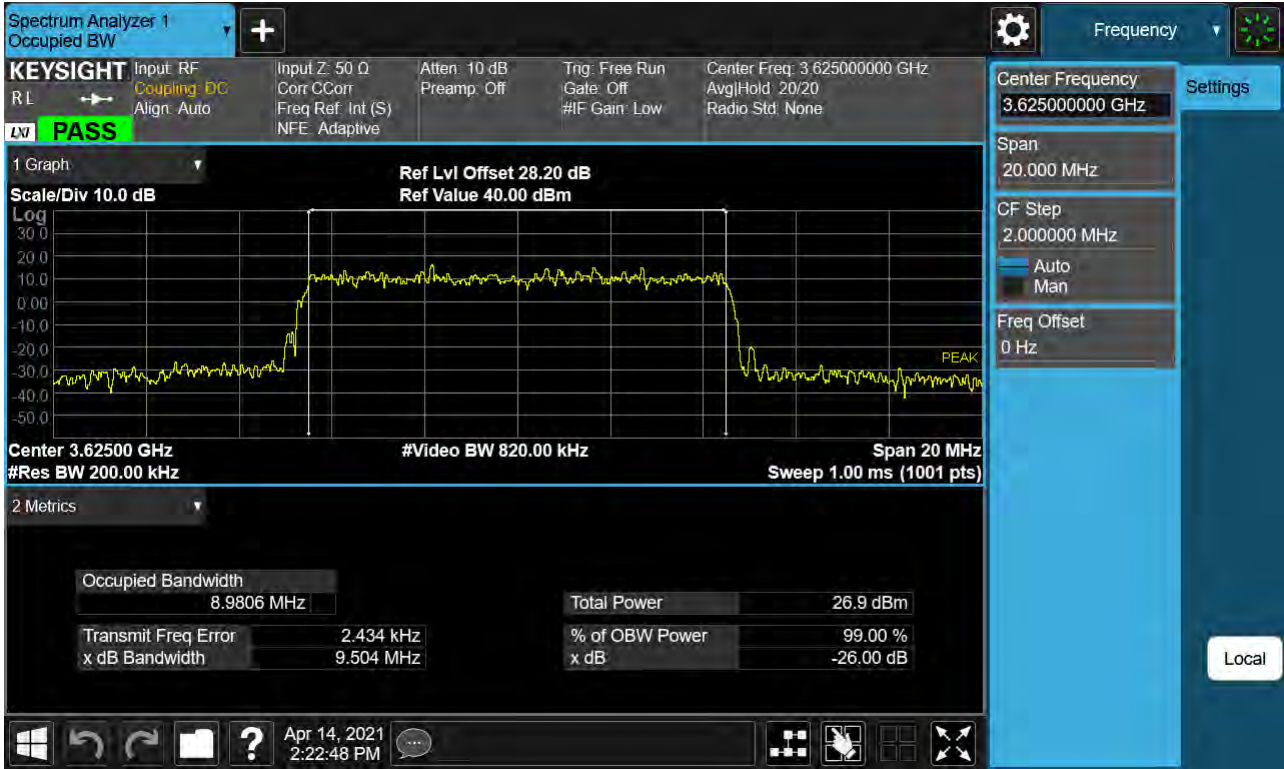 Spectrum Analyzer 1
Occupied BW
Frequency
KEYSIGHT
R L
LXI PASS
Input: RF
Coupling: DC
Align: Auto
Input Z: 50 Ω
Corr CCorr
Freq Ref: Int (S)
NFE: Adaptive
Atten: 10 dB
Preamp: Off
Trig: Free Run
Gate: Off
#IF Gain: Low
Center Freq: 3.625000000 GHz
Avg|Hold: 20/20
Radio Std: None
Center Frequency
3.625000000 GHz
Settings
Span
20.000 MHz
CF Step
2.000000 MHz
Auto
Man
Freq Offset
0 Hz
Local
1 Graph
Scale/Div 10.0 dB
Ref Lvl Offset 28.20 dB
Ref Value 40.00 dBm
Log
30.0
20.0
10.0
0.00
-10.0
-20.0
-30.0
-40.0
-50.0
PEAK
Center 3.62500 GHz
#Video BW 820.00 kHz
Span 20 MHz
#Res BW 200.00 kHz
Sweep 1.00 ms (1001 pts)
2 Metrics
Occupied Bandwidth
8.9806 MHz
Total Power 26.9 dBm
Transmit Freq Error 2.434 kHz
% of OBW Power 99.00 %
x dB Bandwidth 9.504 MHz
x dB -26.00 dB
?
Apr 14, 2021
2:22:48 PM